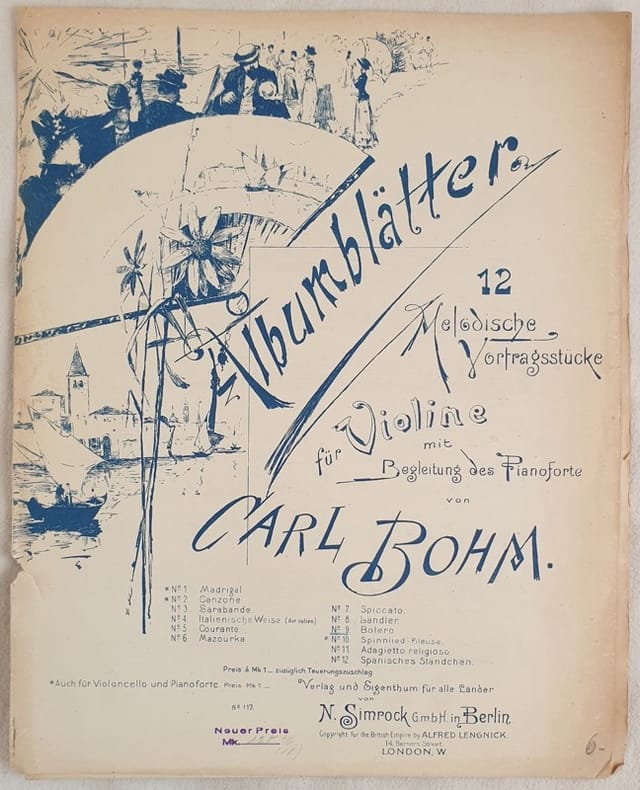 Albumblätter
12
Melodische
Vortragsstücke
für Violine
mit
Begleitung des Pianoforte
von
CARL BOHM.
* No 1 Madrigal
* No 2 Canzone
No 3 Sarabande
No 4 Italienische Weise (Air italien)
No 5 Courante.
No 6 Mazourka
No 7 Spiccato
No 8 Ländler
No 9 Bolero
* No 10 Spinnlied-Fileuse.
No 11 Adagietto religioso
No 12 Spanisches Ständchen.
Preis à Mk 1._ zuzüglich Teuerungszuschlag
*Auch für Violoncello und Pianoforte. Preis Mk 1._
Verlag und Eigenthum für alle Länder
von
N. Simrock G.m.b.H. in Berlin.
Copyright for the British Empire by ALFRED LENGNICK.
14, Berners Street.
LONDON, W.
No 117.
Neuer Preis
Mk.
6-